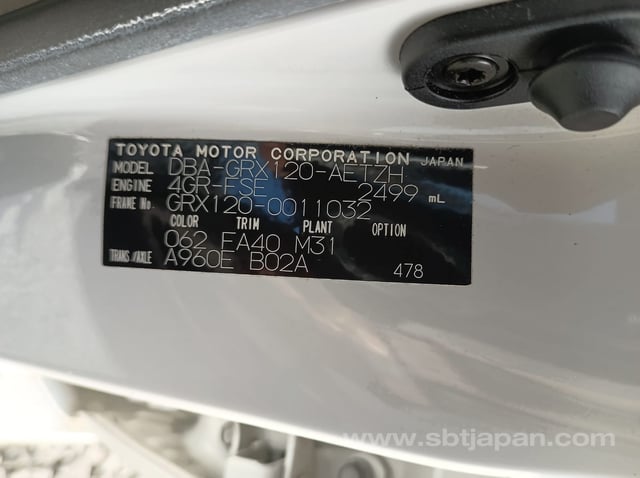 TOYOTA MOTOR CORPORATION JAPAN
MODEL DBA-GRX120-AETZH
ENGINE 4GR-FSE 2499 mL
FRAME No. GRX120-0011032
COLOR TRIM PLANT OPTION
062 FA40 M31
TRANS/AXLE A960E B02A 478
www.sbtjapan.com